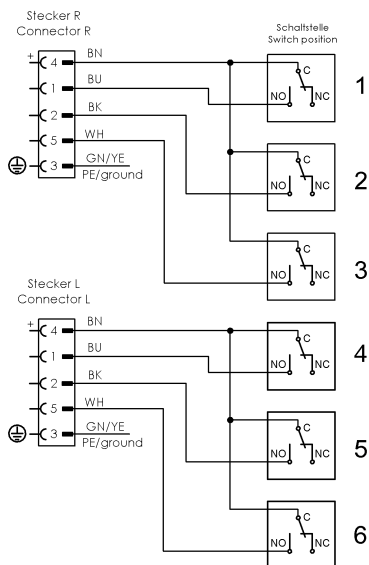 Stecker R
Connector R
Schaltstelle
Switch position
+ 4 BN
1 BU
2 BK
5 WH
3 GN/YE
PE/ground
C
NO NC
1
C
NO NC
2
C
NO NC
3
Stecker L
Connector L
+ 4 BN
1 BU
2 BK
5 WH
3 GN/YE
PE/ground
C
NO NC
4
C
NO NC
5
C
NO NC
6